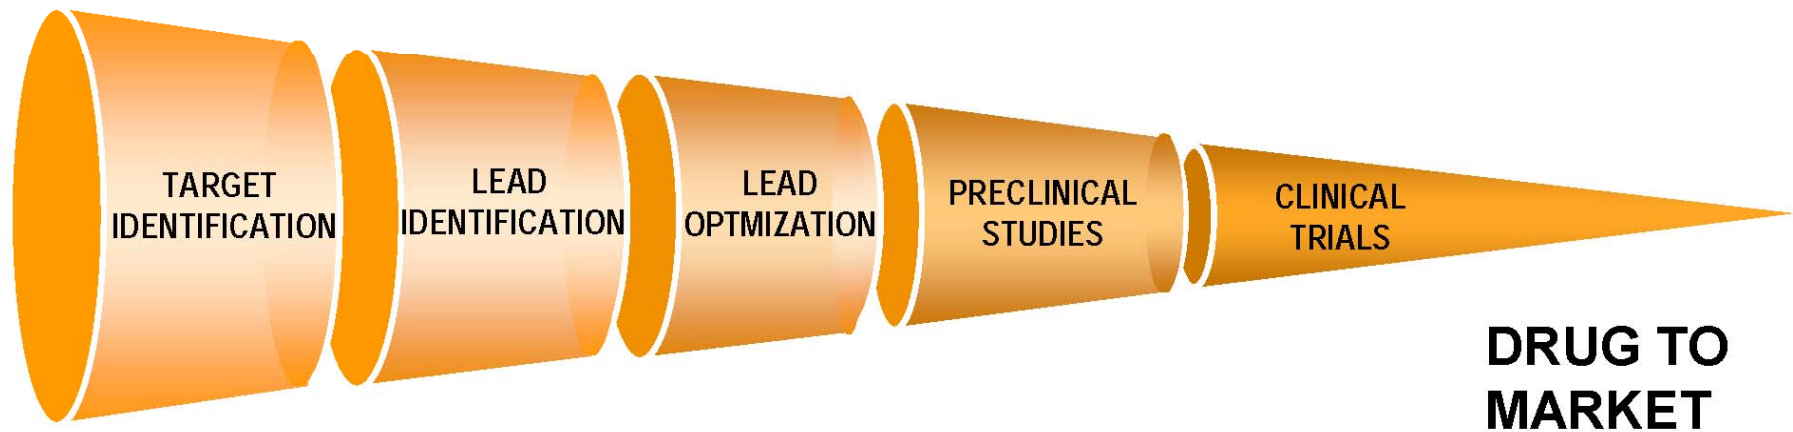 TARGET
IDENTIFICATION
LEAD
IDENTIFICATION
LEAD
OPTMIZATION
PRECLINICAL
STUDIES
CLINICAL
TRIALS
DRUG TO
MARKET